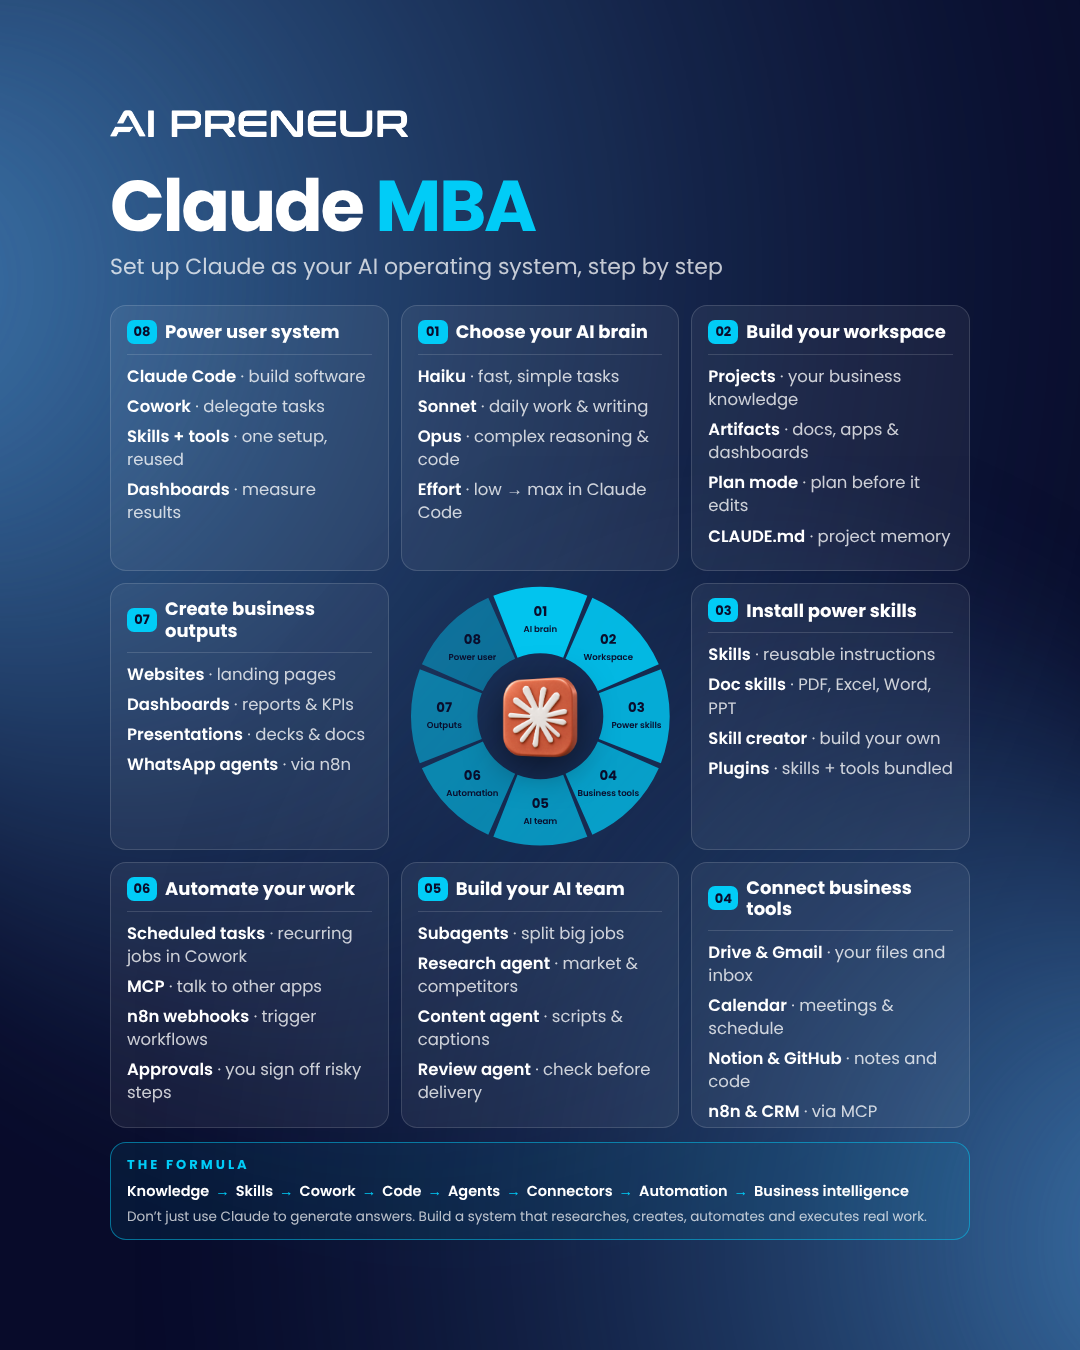 AI PRENEUR
Claude MBA
Set up Claude as your AI operating system, step by step
08 Power user system
Claude Code · build software
Cowork · delegate tasks
Skills + tools · one setup,
reused
Dashboards · measure
results
01 Choose your AI brain
Haiku · fast, simple tasks
Sonnet · daily work & writing
Opus · complex reasoning &
code
Effort · low → max in Claude
Code
02 Build your workspace
Projects · your business
knowledge
Artifacts · docs, apps &
dashboards
Plan mode · plan before it
edits
CLAUDE.md · project memory
07 Create business
outputs
Websites · landing pages
Dashboards · reports & KPIs
Presentations · decks & docs
WhatsApp agents · via n8n
01
AI brain
02
Workspace
03
Power skills
04
Business tools
05
AI team
06
Automation
07
Outputs
08
Power user
03 Install power skills
Skills · reusable instructions
Doc skills · PDF, Excel, Word,
PPT
Skill creator · build your own
Plugins · skills + tools bundled
06 Automate your work
Scheduled tasks · recurring
jobs in Cowork
MCP · talk to other apps
n8n webhooks · trigger
workflows
Approvals · you sign off risky
steps
05 Build your AI team
Subagents · split big jobs
Research agent · market &
competitors
Content agent · scripts &
captions
Review agent · check before
delivery
04 Connect business
tools
Drive & Gmail · your files and
inbox
Calendar · meetings &
schedule
Notion & GitHub · notes and
code
n8n & CRM · via MCP
THE FORMULA
Knowledge → Skills → Cowork → Code → Agents → Connectors → Automation → Business intelligence
Don’t just use Claude to generate answers. Build a system that researches, creates, automates and executes real work.